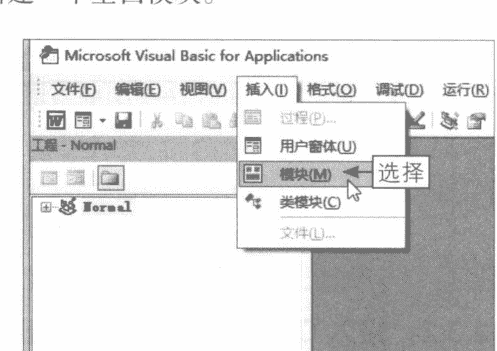 建一个空白模块。
Microsoft Visual Basic for Applications
文件(F) 编辑(E) 视图(V) 插入(I) 格式(O) 调试(D) 运行(R)
工程 - Normal
过程(P)...
用户窗体(U)
模块(M)
选择
类模块(C)
Normal
文件(L)...